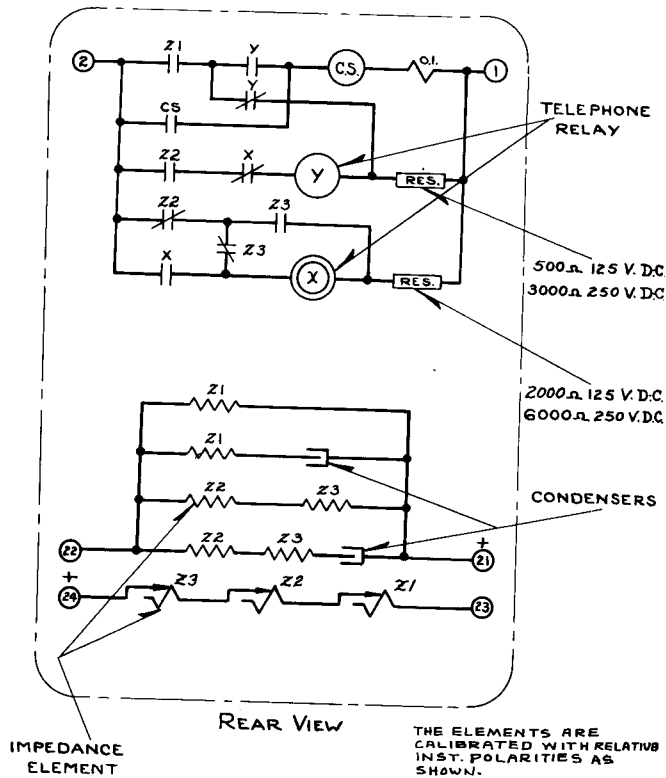 2
Z1
Y
C.S.
O.I.
1
Y
CS
TELEPHONE
RELAY
Z2
X
Y
RES.
Z2
Z3
Z3
X
X
RES.
500Ω 125 V. D.C.
3000Ω 250 V.D.C.
2000Ω 125 V. D.C.
6000Ω 250 V.D.C.
Z1
Z1
Z2
Z3
CONDENSERS
22
Z2
Z3
+
21
+
24
Z3
Z2
Z1
23
REAR VIEW
IMPEDANCE
ELEMENT
THE ELEMENTS ARE
CALIBRATED WITH RELATIVE
INST. POLARITIES AS
SHOWN.